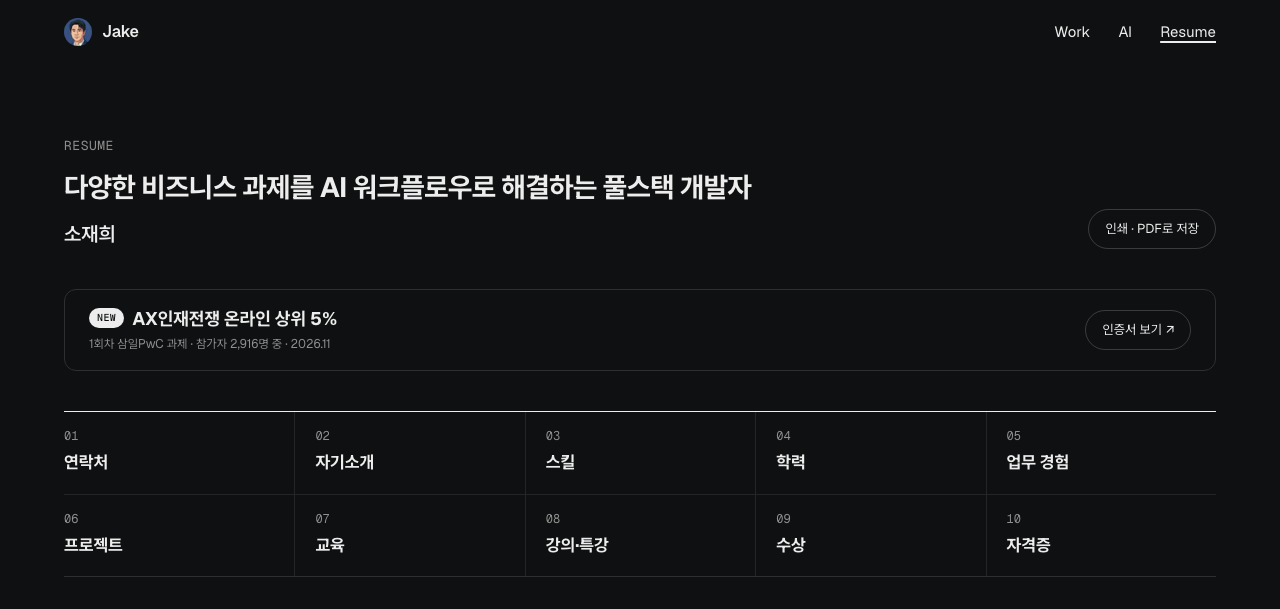 Jake
Work
AI
Resume
RESUME
다양한 비즈니스 과제를 AI 워크플로우로 해결하는 풀스택 개발자
소재희
인쇄 · PDF로 저장
NEW
AX인재전쟁 온라인 상위 5%
1회차 삼일PwC 과제 · 참가자 2,916명 중 · 2026.11
인증서 보기 ↗
01
연락처
02
자기소개
03
스킬
04
학력
05
업무 경험
06
프로젝트
07
교육
08
강의·특강
09
수상
10
자격증